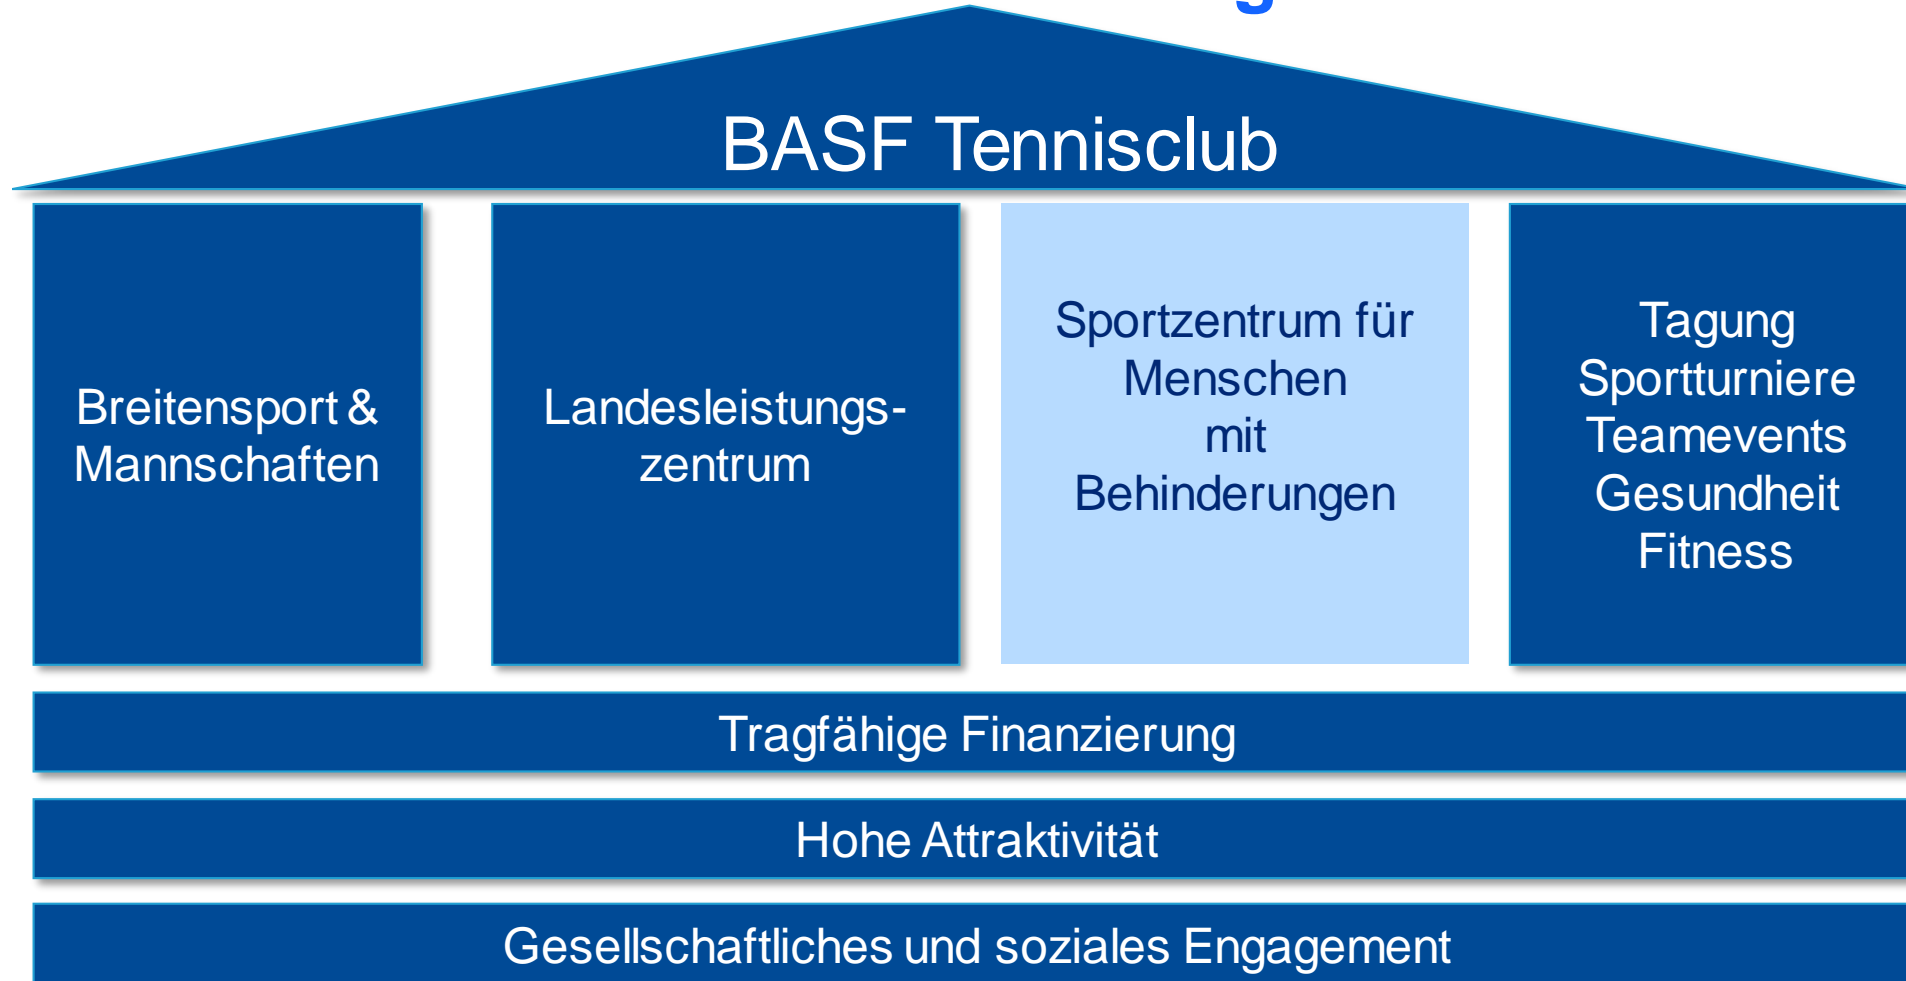 BASF Tennisclub
Breitensport &
Mannschaften
Landesleistungs-
zentrum
Sportzentrum für
Menschen
mit
Behinderungen
Tagung
Sportturniere
Teamevents
Gesundheit
Fitness
Tragfähige Finanzierung
Hohe Attraktivität
Gesellschaftliches und soziales Engagement